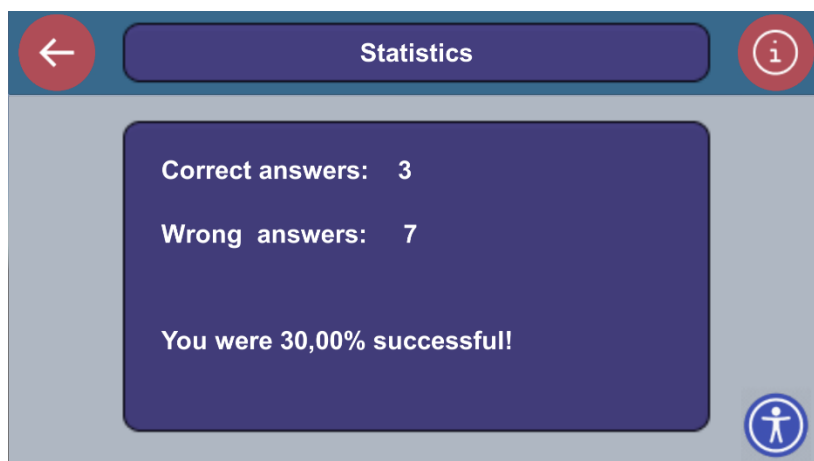 Statistics
i
Correct answers: 3
Wrong answers: 7
You were 30,00% successful!